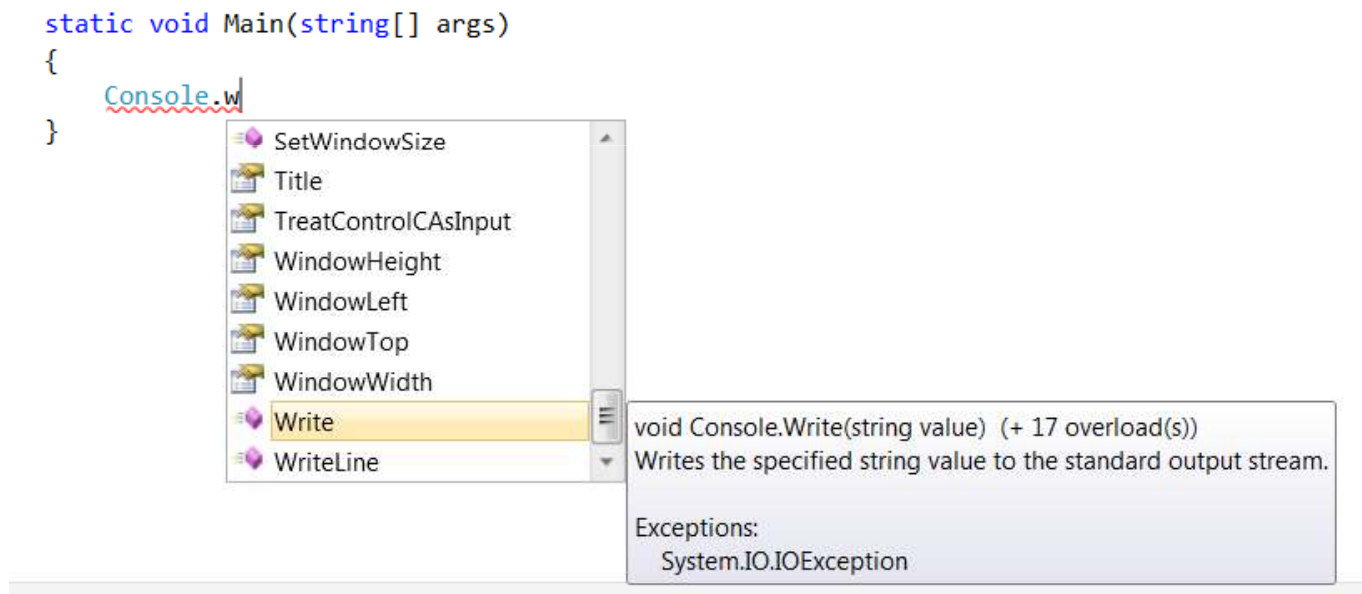 static void Main(string[] args)
{
Console.w
}
SetWindowSize
Title
TreatControlCAsInput
WindowHeight
WindowLeft
WindowTop
WindowWidth
Write
WriteLine
void Console.Write(string value)  (+ 17 overload(s))
Writes the specified string value to the standard output stream.
Exceptions:
System.IO.IOException